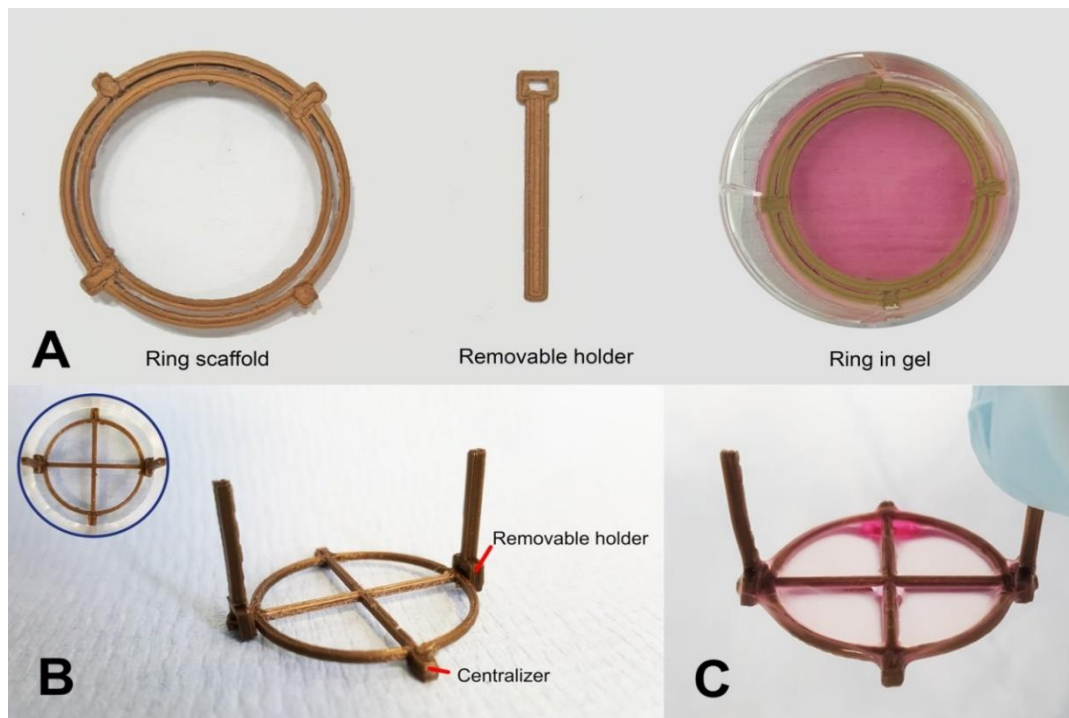 A
Ring scaffold
Removable holder
Ring in gel
Removable holder
Centralizer
B
C